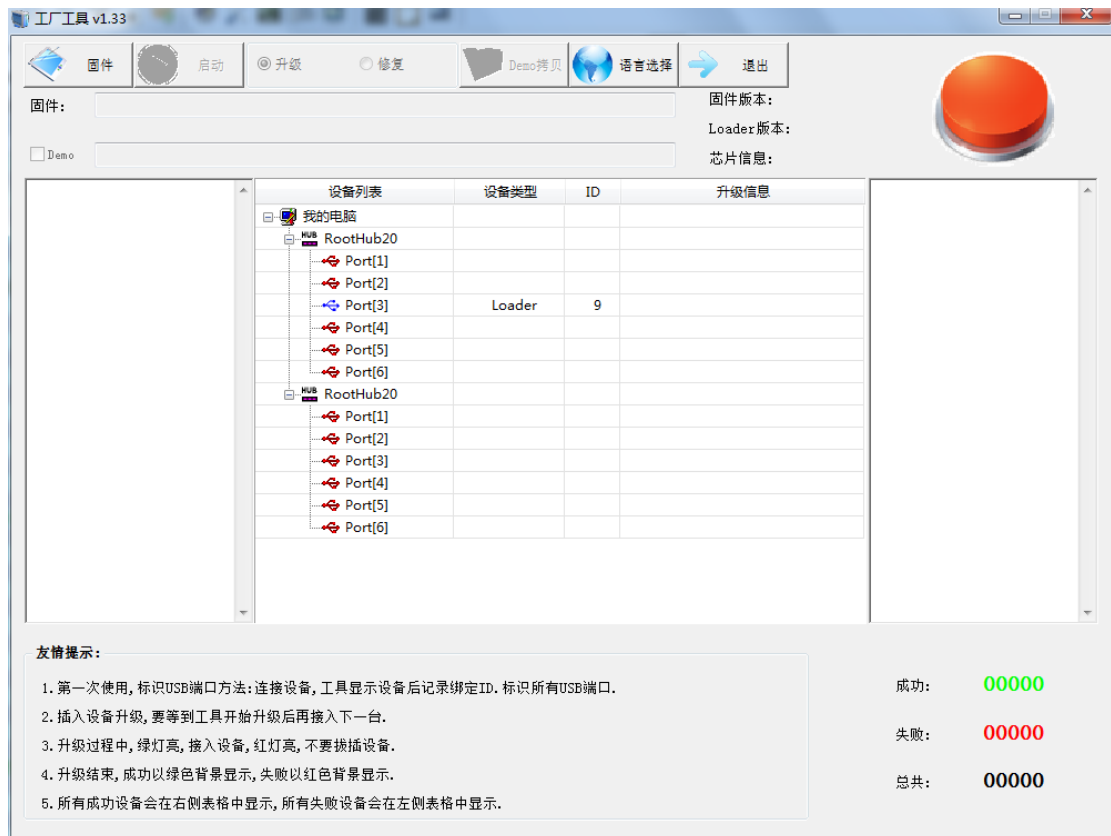 工厂工具 v1.33
固件 启动 升级 修复 Demo拷贝 语言选择 退出
固件: 固件版本:
Loader版本:
Demo 芯片信息:
设备列表 设备类型 ID 升级信息
我的电脑
HUB RootHub20
Port[1]
Port[2]
Port[3] Loader 9
Port[4]
Port[5]
Port[6]
HUB RootHub20
Port[1]
Port[2]
Port[3]
Port[4]
Port[5]
Port[6]
友情提示:
1. 第一次使用, 标识USB端口方法:连接设备, 工具显示设备后记录绑定ID. 标识所有USB端口.
2. 插入设备升级, 要等到工具开始升级后再接入下一台.
3. 升级过程中, 绿灯亮, 接入设备, 红灯亮, 不要拔插设备.
4. 升级结束, 成功以绿色背景显示, 失败以红色背景显示.
5. 所有成功设备会在右侧表格中显示, 所有失败设备会在左侧表格中显示.
成功: 00000
失败: 00000
总共: 00000